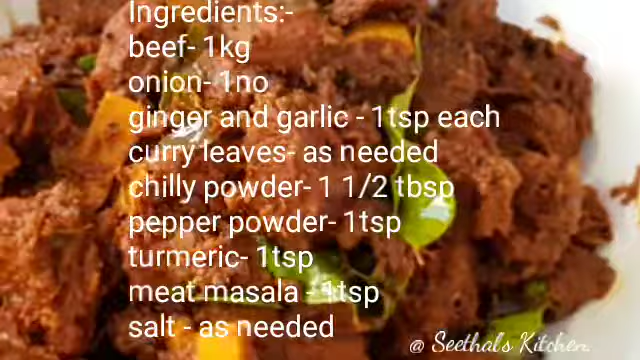 Ingredients:-
beef- 1kg
onion- 1no
ginger and garlic - 1tsp each
curry leaves- as needed
chilly powder- 1 1/2 tbsp
pepper powder- 1tsp
turmeric- 1tsp
meat masala - 1tsp
salt - as needed
@ Seethal's Kitchen